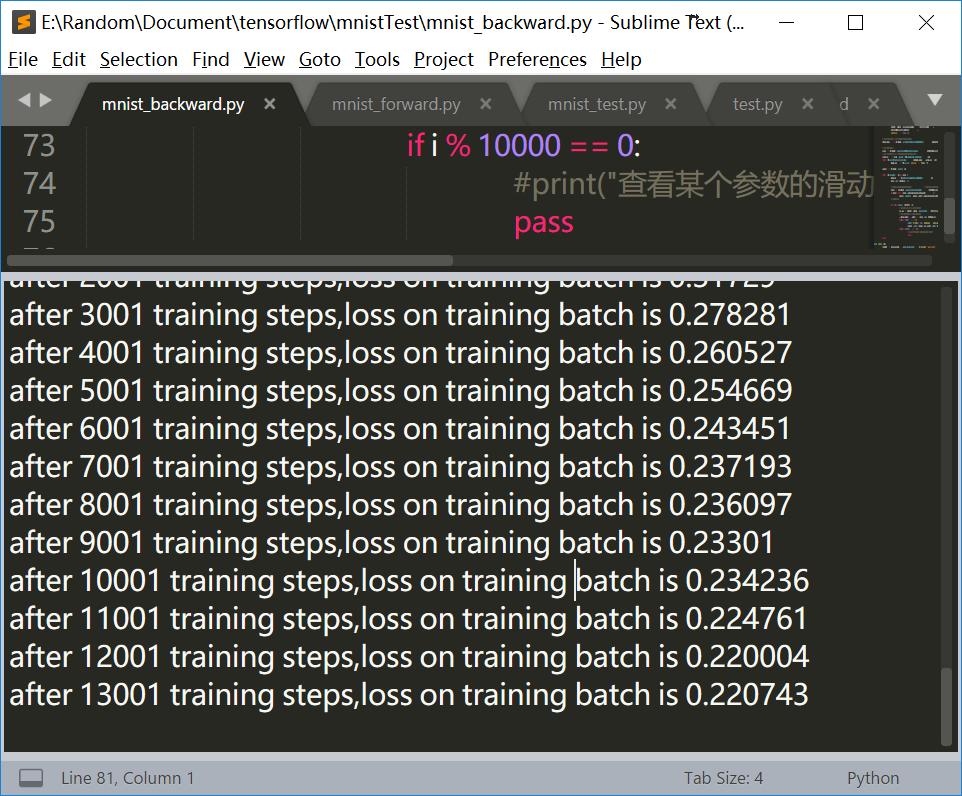 E:\Random\Document\tensorflow\mnistTest\mnist_backward.py - Sublime Text (...
File Edit Selection Find View Goto Tools Project Preferences Help
mnist_backward.py mnist_forward.py mnist_test.py test.py d
73 if i % 10000 == 0:
74 #print("查看某个参数的滑动
75 pass
after 2001 training steps,loss on training batch is 0.31729
after 3001 training steps,loss on training batch is 0.278281
after 4001 training steps,loss on training batch is 0.260527
after 5001 training steps,loss on training batch is 0.254669
after 6001 training steps,loss on training batch is 0.243451
after 7001 training steps,loss on training batch is 0.237193
after 8001 training steps,loss on training batch is 0.236097
after 9001 training steps,loss on training batch is 0.23301
after 10001 training steps,loss on training batch is 0.234236
after 11001 training steps,loss on training batch is 0.224761
after 12001 training steps,loss on training batch is 0.220004
after 13001 training steps,loss on training batch is 0.220743
Line 81, Column 1 Tab Size: 4 Python